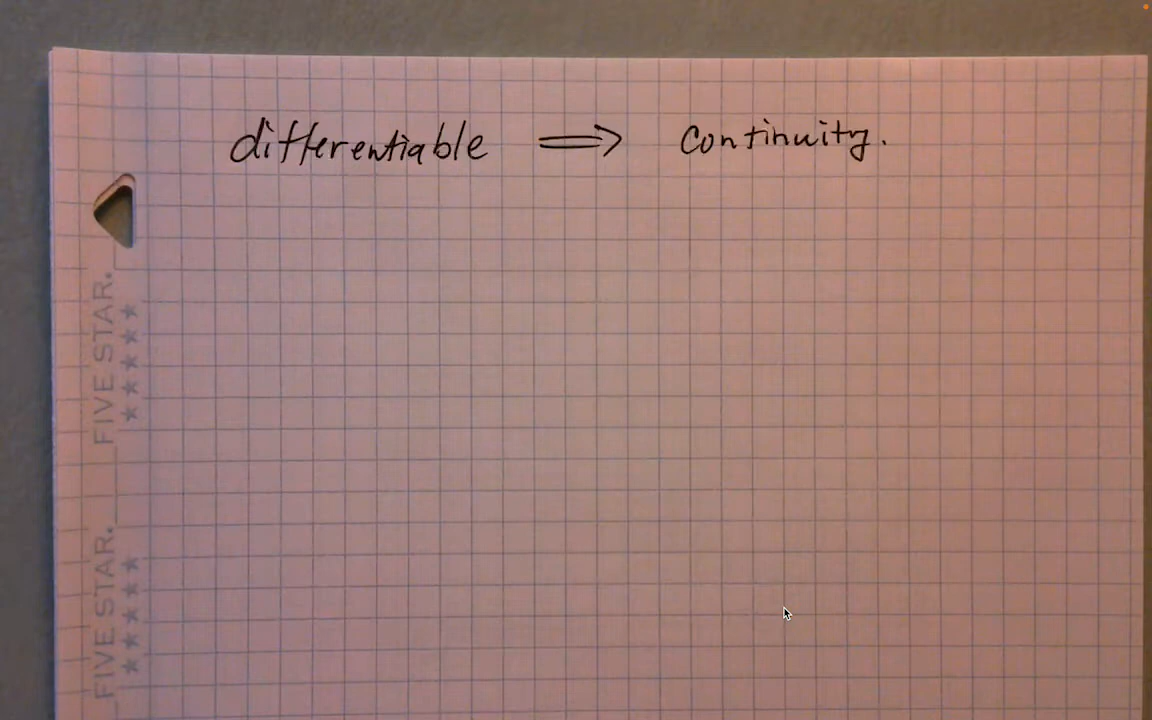 differentiable ⟹ continuity.
FIVE STAR.
★★★★★
FIVE STAR.
★★★★★